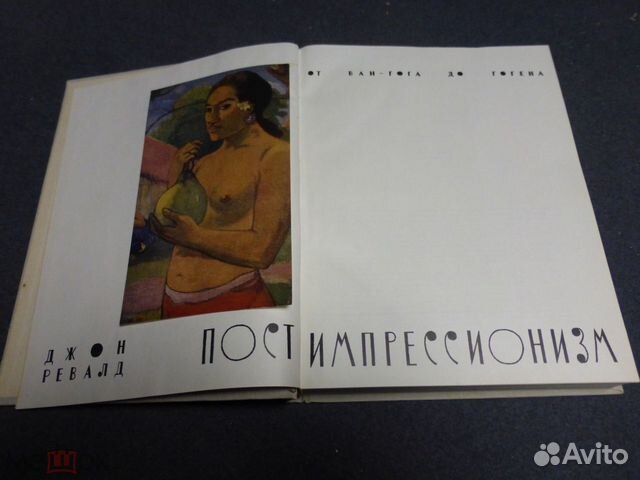 ОТ ВАН-ГОГА ДО ГОГЕНА
ДЖОН
РЕВАЛД
ПОСТИМПРЕССИОНИЗМ
Avito